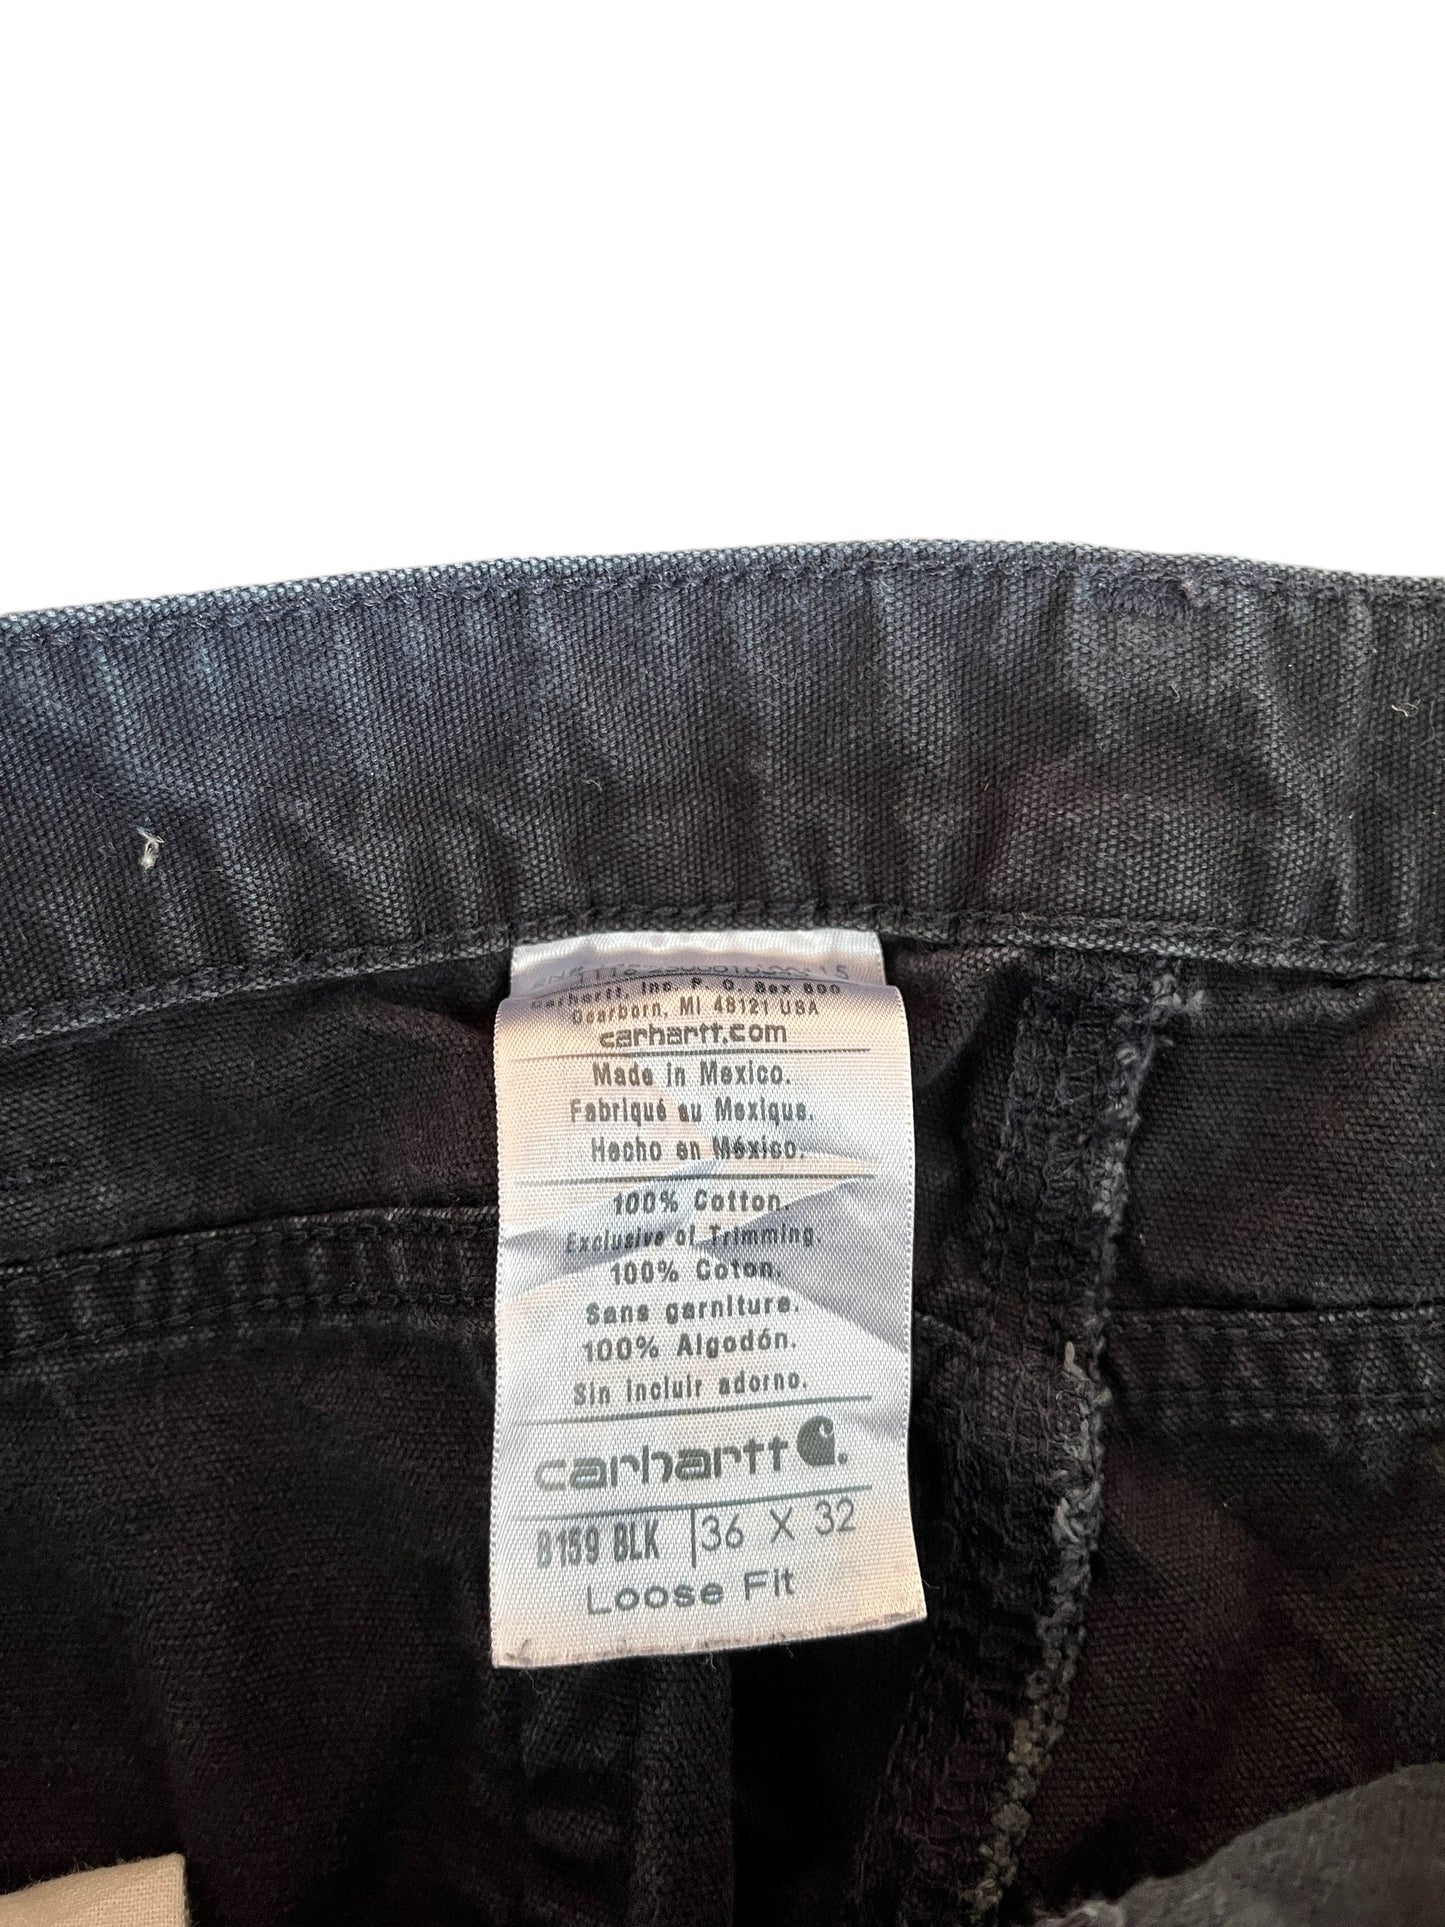 Carhartt, Inc. P. O. Box 600
Dearborn, MI 48121 USA
carhartt.com
Made in Mexico.
Fabriqué au Mexique.
Hecho en México.
100% Cotton.
Exclusive of Trimming.
100% Coton.
Sans garniture.
100% Algodón.
Sin incluir adorno.
carhartt
B159 BLK 36 X 32
Loose Fit